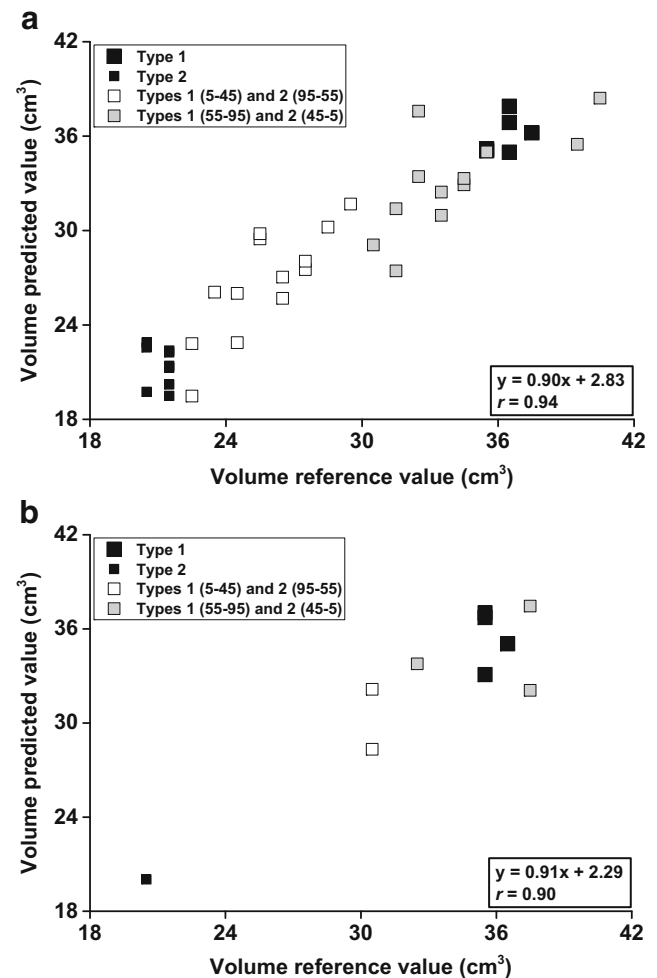 a
42
36
30
24
18
18
24
30
36
42
Volume predicted value (cm³)
Volume reference value (cm³)
Type 1
Type 2
Types 1 (5-45) and 2 (95-55)
Types 1 (55-95) and 2 (45-5)
y = 0.90x + 2.83
r = 0.94
b
42
36
30
24
18
18
24
30
36
42
Volume predicted value (cm³)
Volume reference value (cm³)
Type 1
Type 2
Types 1 (5-45) and 2 (95-55)
Types 1 (55-95) and 2 (45-5)
y = 0.91x + 2.29
r = 0.90